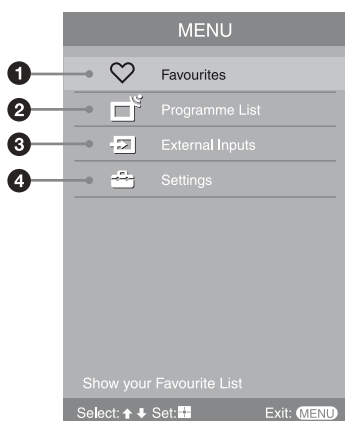 MENU
1 Favourites
2 Programme List
3 External Inputs
4 Settings
Show your Favourite List
Select: Set: Exit: MENU